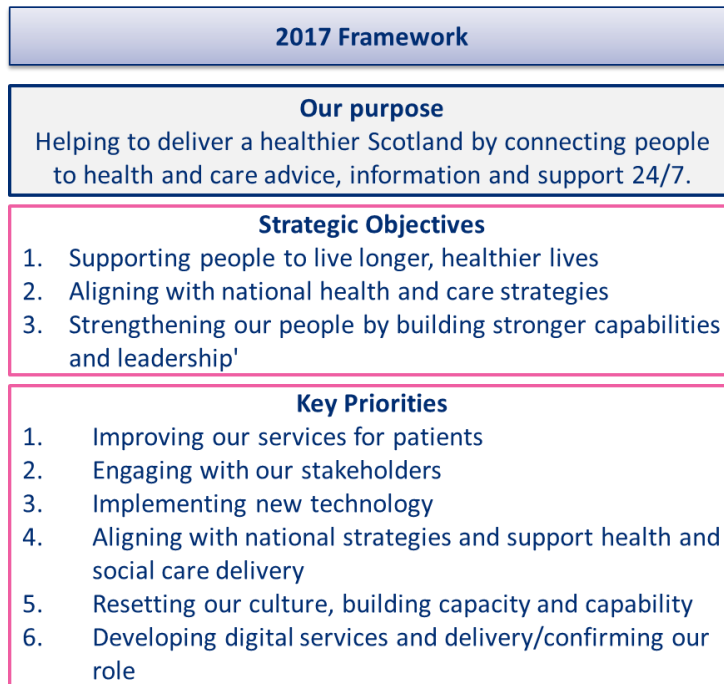 2017 Framework
Our purpose
Helping to deliver a healthier Scotland by connecting people
to health and care advice, information and support 24/7.
Strategic Objectives
1. Supporting people to live longer, healthier lives
2. Aligning with national health and care strategies
3. Strengthening our people by building stronger capabilities
and leadership'
Key Priorities
1. Improving our services for patients
2. Engaging with our stakeholders
3. Implementing new technology
4. Aligning with national strategies and support health and
social care delivery
5. Resetting our culture, building capacity and capability
6. Developing digital services and delivery/confirming our
role